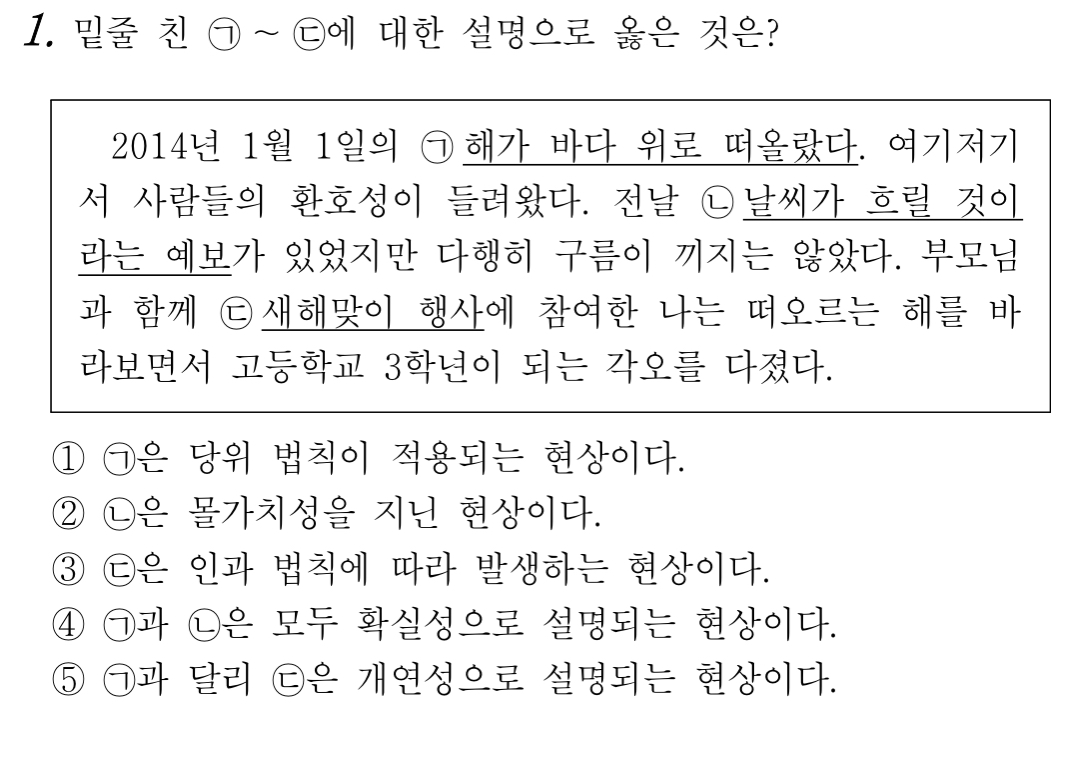 1. 밑줄 친 ㉠ ~ ㉢에 대한 설명으로 옳은 것은?
2014년 1월 1일의 ㉠해가 바다 위로 떠올랐다. 여기저기
서 사람들의 환호성이 들려왔다. 전날 ㉡날씨가 흐릴 것이
라는 예보가 있었지만 다행히 구름이 끼지는 않았다. 부모님
과 함께 ㉢새해맞이 행사에 참여한 나는 떠오르는 해를 바
라보면서 고등학교 3학년이 되는 각오를 다졌다.
① ㉠은 당위 법칙이 적용되는 현상이다.
② ㉡은 몰가치성을 지닌 현상이다.
③ ㉢은 인과 법칙에 따라 발생하는 현상이다.
④ ㉠과 ㉡은 모두 확실성으로 설명되는 현상이다.
⑤ ㉠과 달리 ㉢은 개연성으로 설명되는 현상이다.